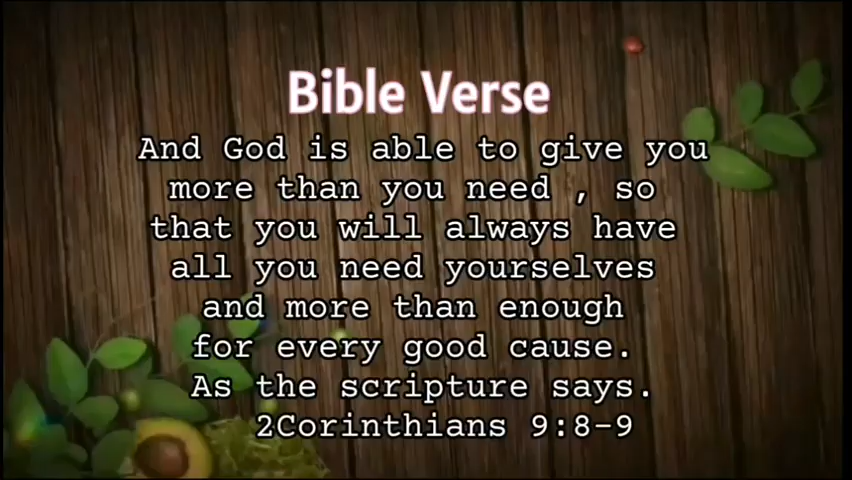 Bible Verse
And God is able to give you
more than you need , so
that you will always have
all you need yourselves
and more than enough
for every good cause.
As the scripture says.
2Corinthians 9:8-9